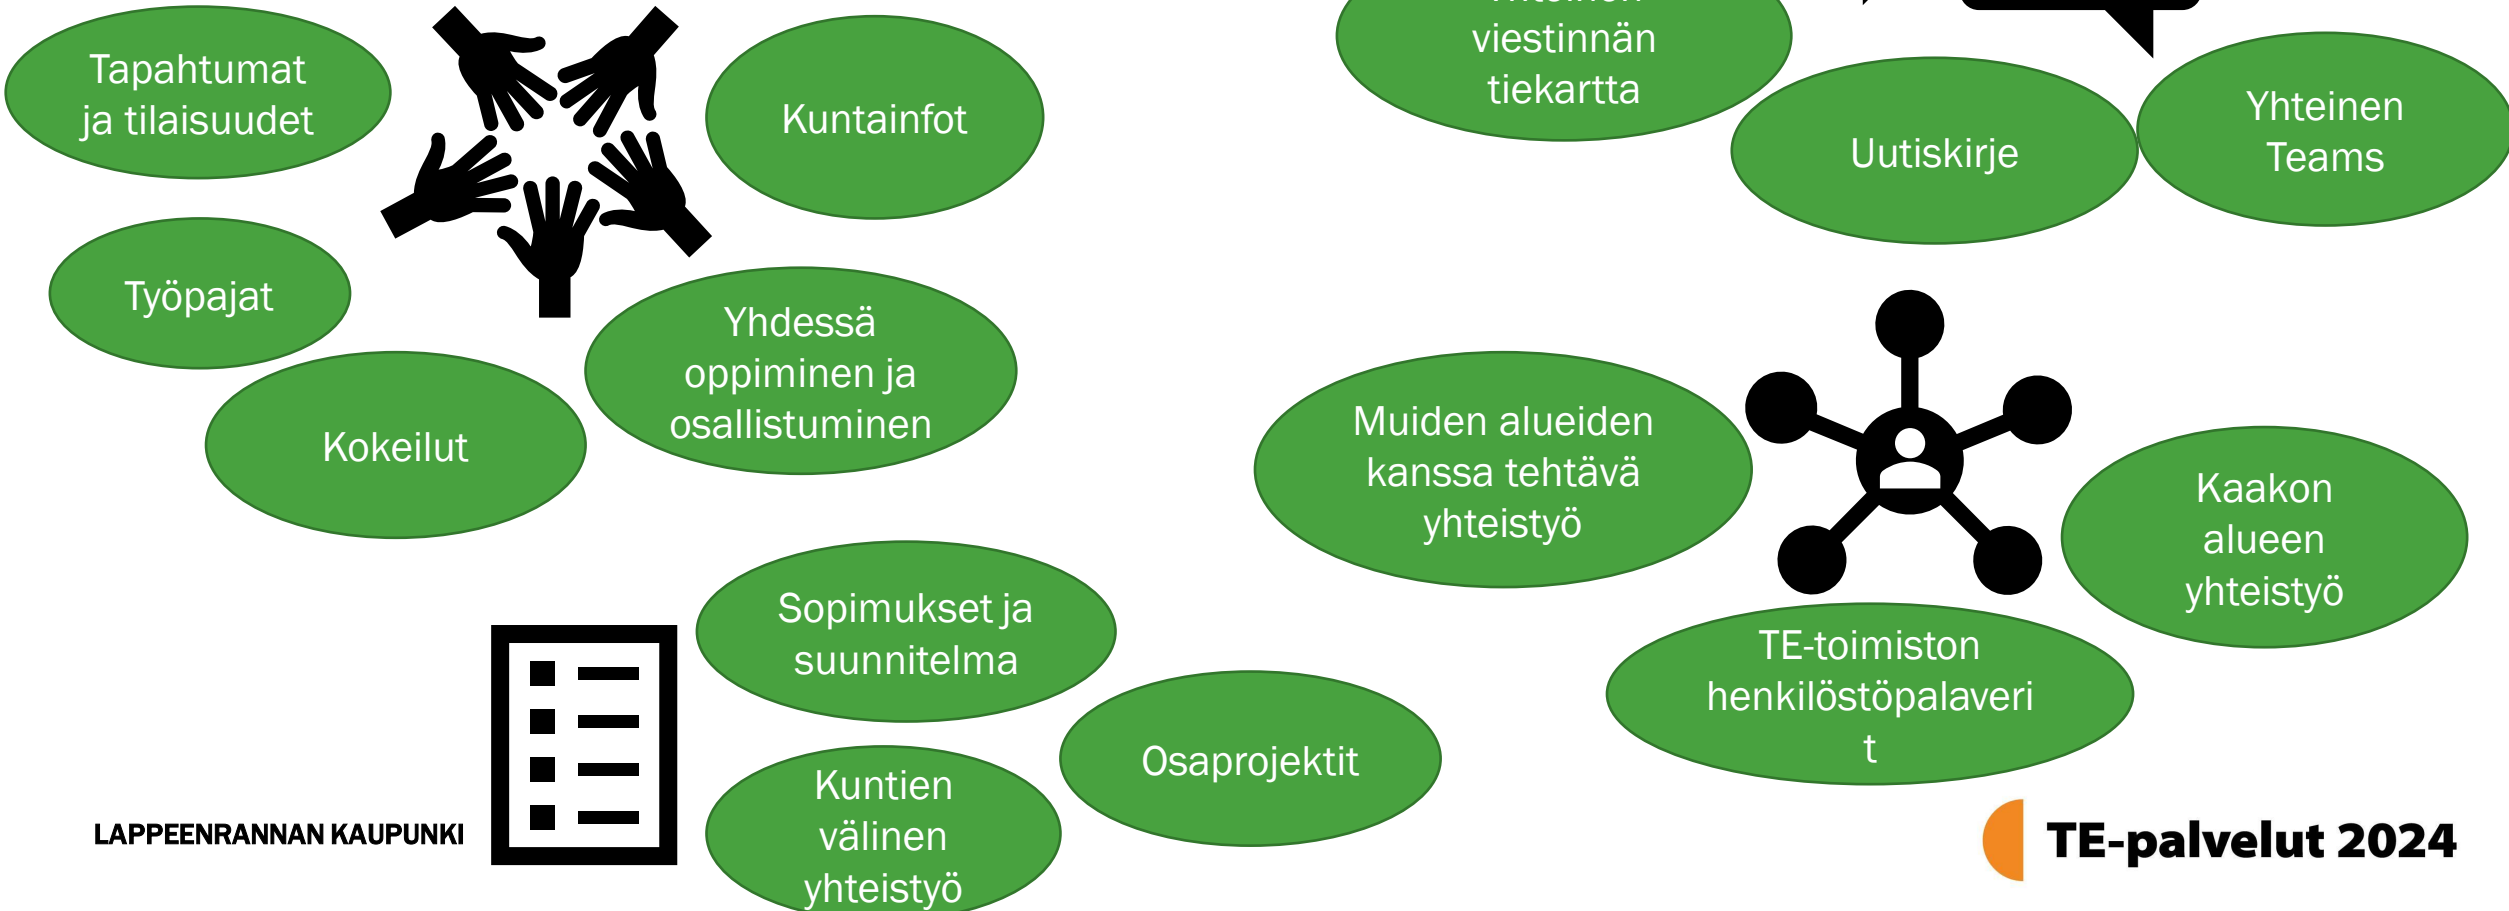 Tapahtumat
ja tilaisuudet
Kuntainfot
Työpajat
Yhdessä
oppiminen ja
osallistuminen
Kokeilut
viestinnän
tiekartta
Uutiskirje
Yhteinen
Teams
Muiden alueiden
kanssa tehtävä
yhteistyö
Kaakon
alueen
yhteistyö
TE-toimiston
henkilöstöpalaveri
t
Sopimukset ja
suunnitelma
Osaprojektit
Kuntien
välinen
yhteistyö
LAPPEENRANNAN KAUPUNKI
TE-palvelut 2024